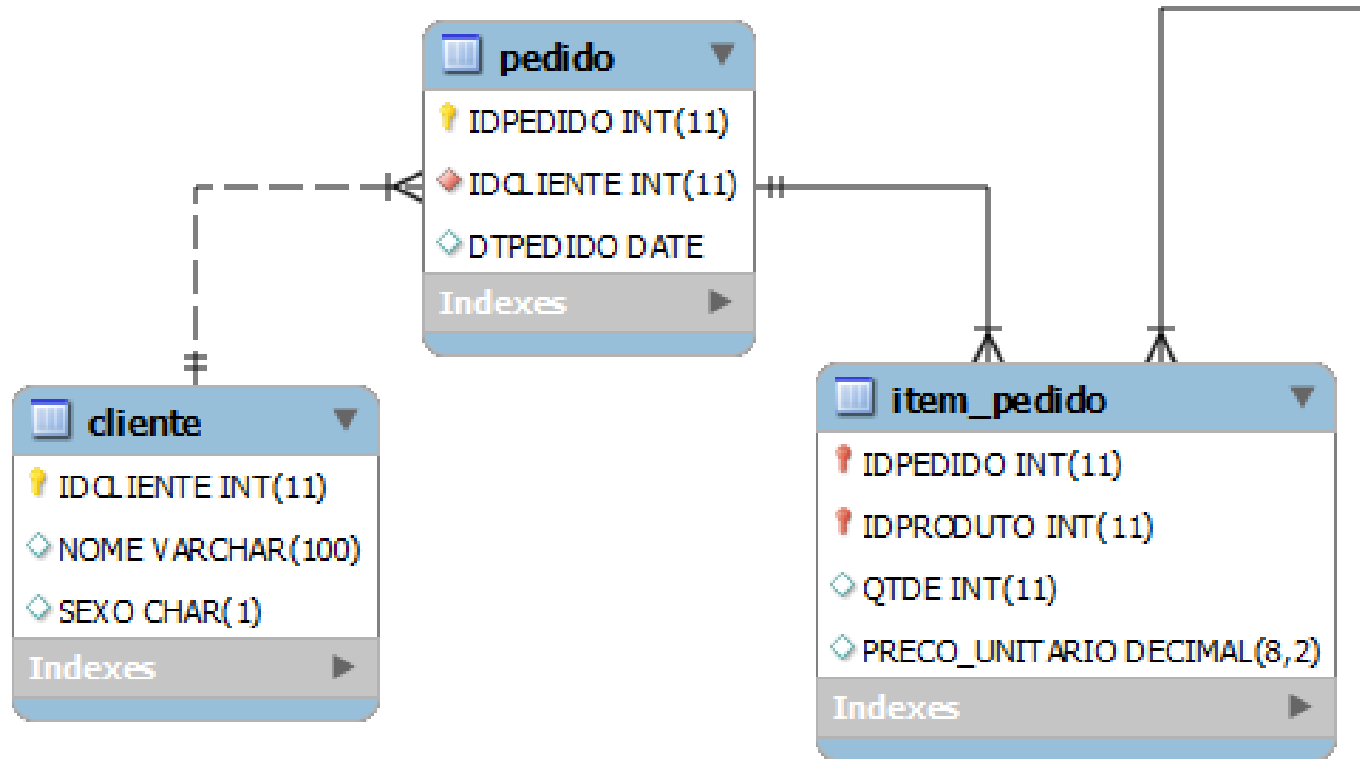 pedido
IDPEDIDO INT(11)
IDCLIENTE INT(11)
DTPEDIDO DATE
Indexes
cliente
IDCLIENTE INT(11)
NOME VARCHAR(100)
SEXO CHAR(1)
Indexes
item_pedido
IDPEDIDO INT(11)
IDPRODUTO INT(11)
QTDE INT(11)
PRECO_UNITARIO DECIMAL(8,2)
Indexes